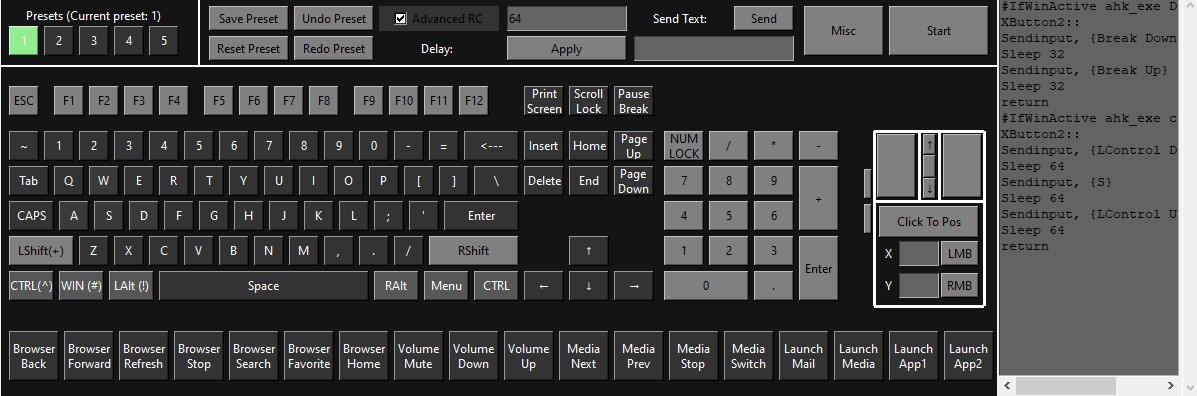 Presets (Current preset: 1)
1 2 3 4 5
Save Preset Undo Preset Advanced RC 64 Send Text: Send
Reset Preset Redo Preset Delay: Apply
Misc Start
ESC F1 F2 F3 F4 F5 F6 F7 F8 F9 F10 F11 F12 Print Screen Scroll Lock Pause Break
~ 1 2 3 4 5 6 7 8 9 0 - = <--- Insert Home Page Up NUM LOCK / * -
Tab Q W E R T Y U I O P [ ] \ Delete End Page Down 7 8 9 +
CAPS A S D F G H J K L ; ' Enter 4 5 6
LShift(+) Z X C V B N M , . / RShift ↑ 1 2 3 Enter
CTRL(^) WIN (#) LAlt (!) Space RAlt Menu CTRL ← ↓ → 0 .
↑
↓
Click To Pos
X LMB
Y RMB
Browser Back Browser Forward Browser Refresh Browser Stop Browser Search Browser Favorite Browser Home Volume Mute Volume Down Volume Up Media Next Media Prev Media Stop Media Switch Launch Mail Launch Media Launch App1 Launch App2
#IfWinActive ahk_exe D
XButton2::
Sendinput, {Break Down
Sleep 32
Sendinput, {Break Up}
Sleep 32
return
#IfWinActive ahk_exe c
XButton2::
Sendinput, {LControl D
Sleep 64
Sendinput, {S}
Sleep 64
Sendinput, {LControl U
Sleep 64
return